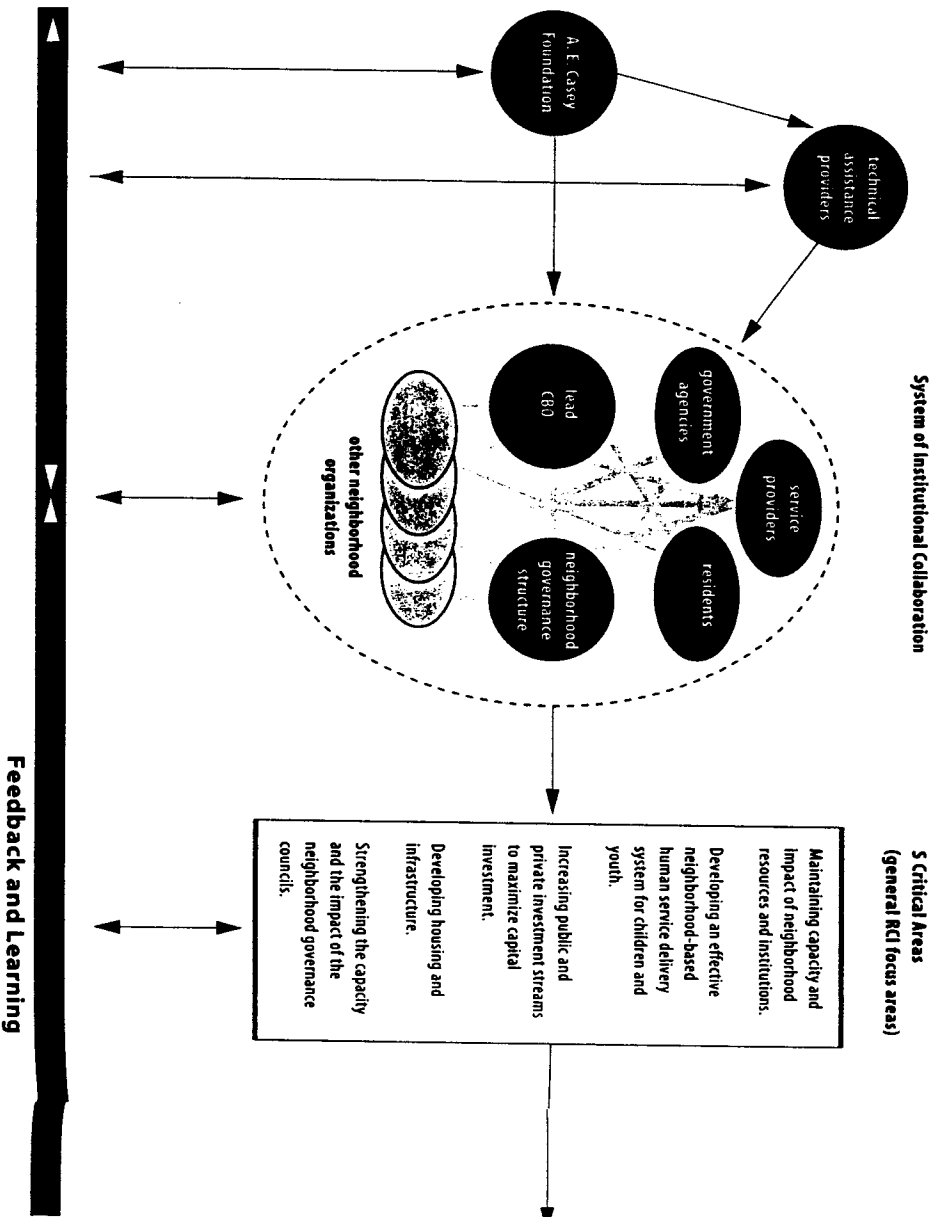 System of Institutional Collaboration
5 Critical Areas
(general RCI focus areas)
technical
assistance
providers
A. E. Casey
Foundation
service
providers
government
agencies
residents
lead
CBO
neighborhood
governance
structure
other neighborhood
organizations
Maintaining capacity and
impact of neighborhood
resources and institutions.
Developing an effective
neighborhood-based
human service delivery
system for children and
youth.
Increasing public and
private investment streams
to maximize capital
investment.
Developing housing and
infrastructure.
Strengthening the capacity
and the impact of the
neighborhood governance
councils.
Feedback and Learning